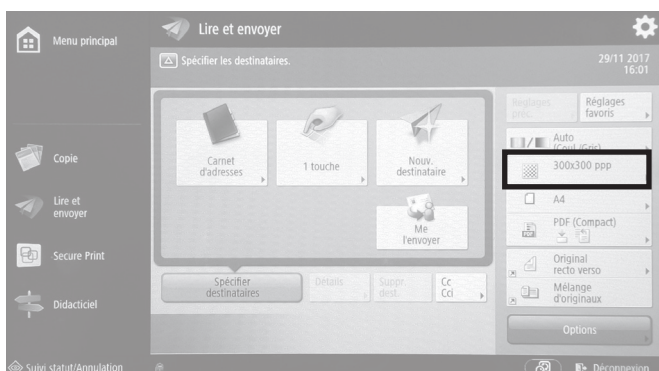 Menu principal
Lire et envoyer
Spécifier les destinataires.
29/11 2017
16:01
Réglages
préc.
Réglages
favoris
Carnet
d'adresses
1 touche
Nouv.
destinataire
Me
l'envoyer
Spécifier
destinataires
Détails
Suppr.
dest.
Cc
Cci
Auto
(Coul./Gris)
300x300 ppp
A4
PDF (Compact)
Original
recto verso
Mélange
d'originaux
Options
Copie
Lire et
envoyer
Secure Print
Didacticiel
Suivi statut/Annulation
Déconnexion